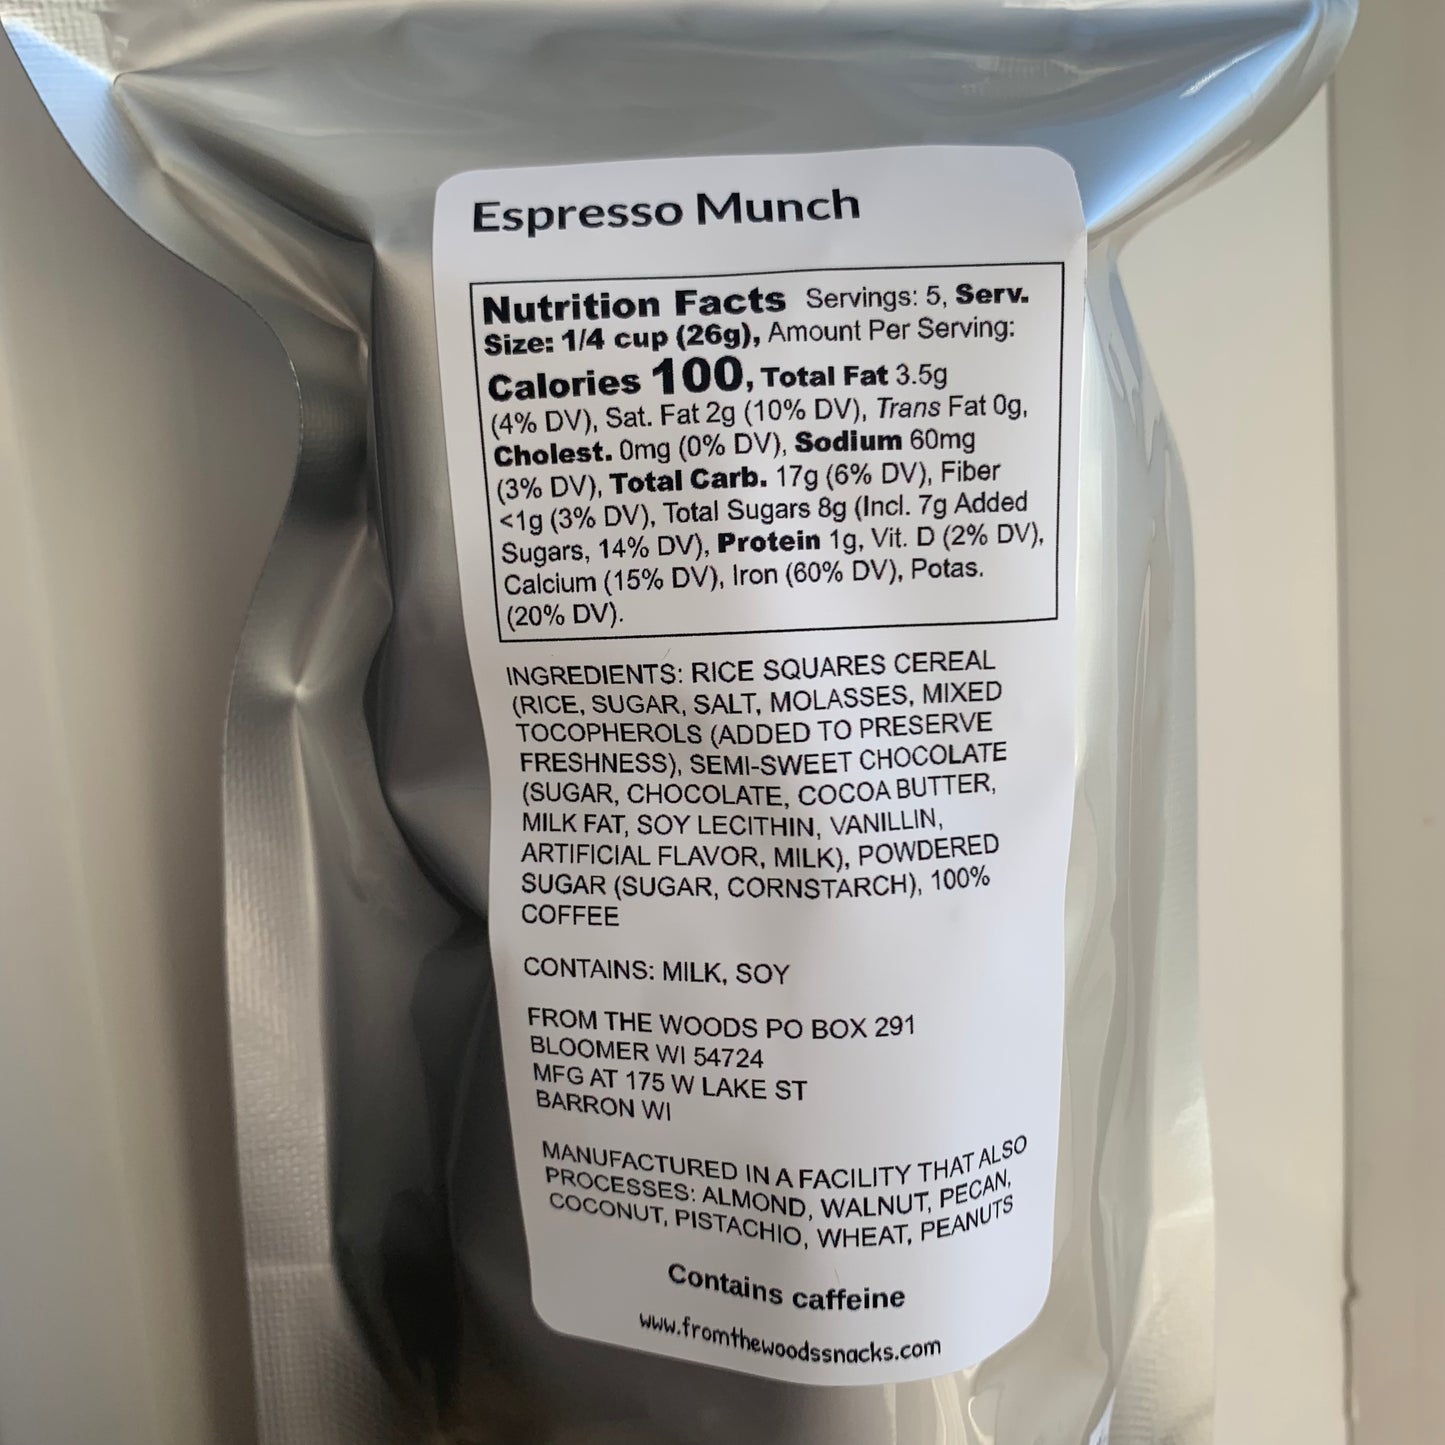 Espresso Munch
Nutrition Facts Servings: 5, Serv.
Size: 1/4 cup (26g), Amount Per Serving:
Calories 100, Total Fat 3.5g
(4% DV), Sat. Fat 2g (10% DV), Trans Fat 0g,
Cholest. 0mg (0% DV), Sodium 60mg
(3% DV), Total Carb. 17g (6% DV), Fiber
<1g (3% DV), Total Sugars 8g (Incl. 7g Added
Sugars, 14% DV), Protein 1g, Vit. D (2% DV),
Calcium (15% DV), Iron (60% DV), Potas.
(20% DV).
INGREDIENTS: RICE SQUARES CEREAL
(RICE, SUGAR, SALT, MOLASSES, MIXED
TOCOPHEROLS (ADDED TO PRESERVE
FRESHNESS), SEMI-SWEET CHOCOLATE
(SUGAR, CHOCOLATE, COCOA BUTTER,
MILK FAT, SOY LECITHIN, VANILLIN,
ARTIFICIAL FLAVOR, MILK), POWDERED
SUGAR (SUGAR, CORNSTARCH), 100%
COFFEE
CONTAINS: MILK, SOY
FROM THE WOODS PO BOX 291
BLOOMER WI 54724
MFG AT 175 W LAKE ST
BARRON WI
MANUFACTURED IN A FACILITY THAT ALSO
PROCESSES: ALMOND, WALNUT, PECAN,
COCONUT, PISTACHIO, WHEAT, PEANUTS
Contains caffeine
www.fromthewoodssnacks.com